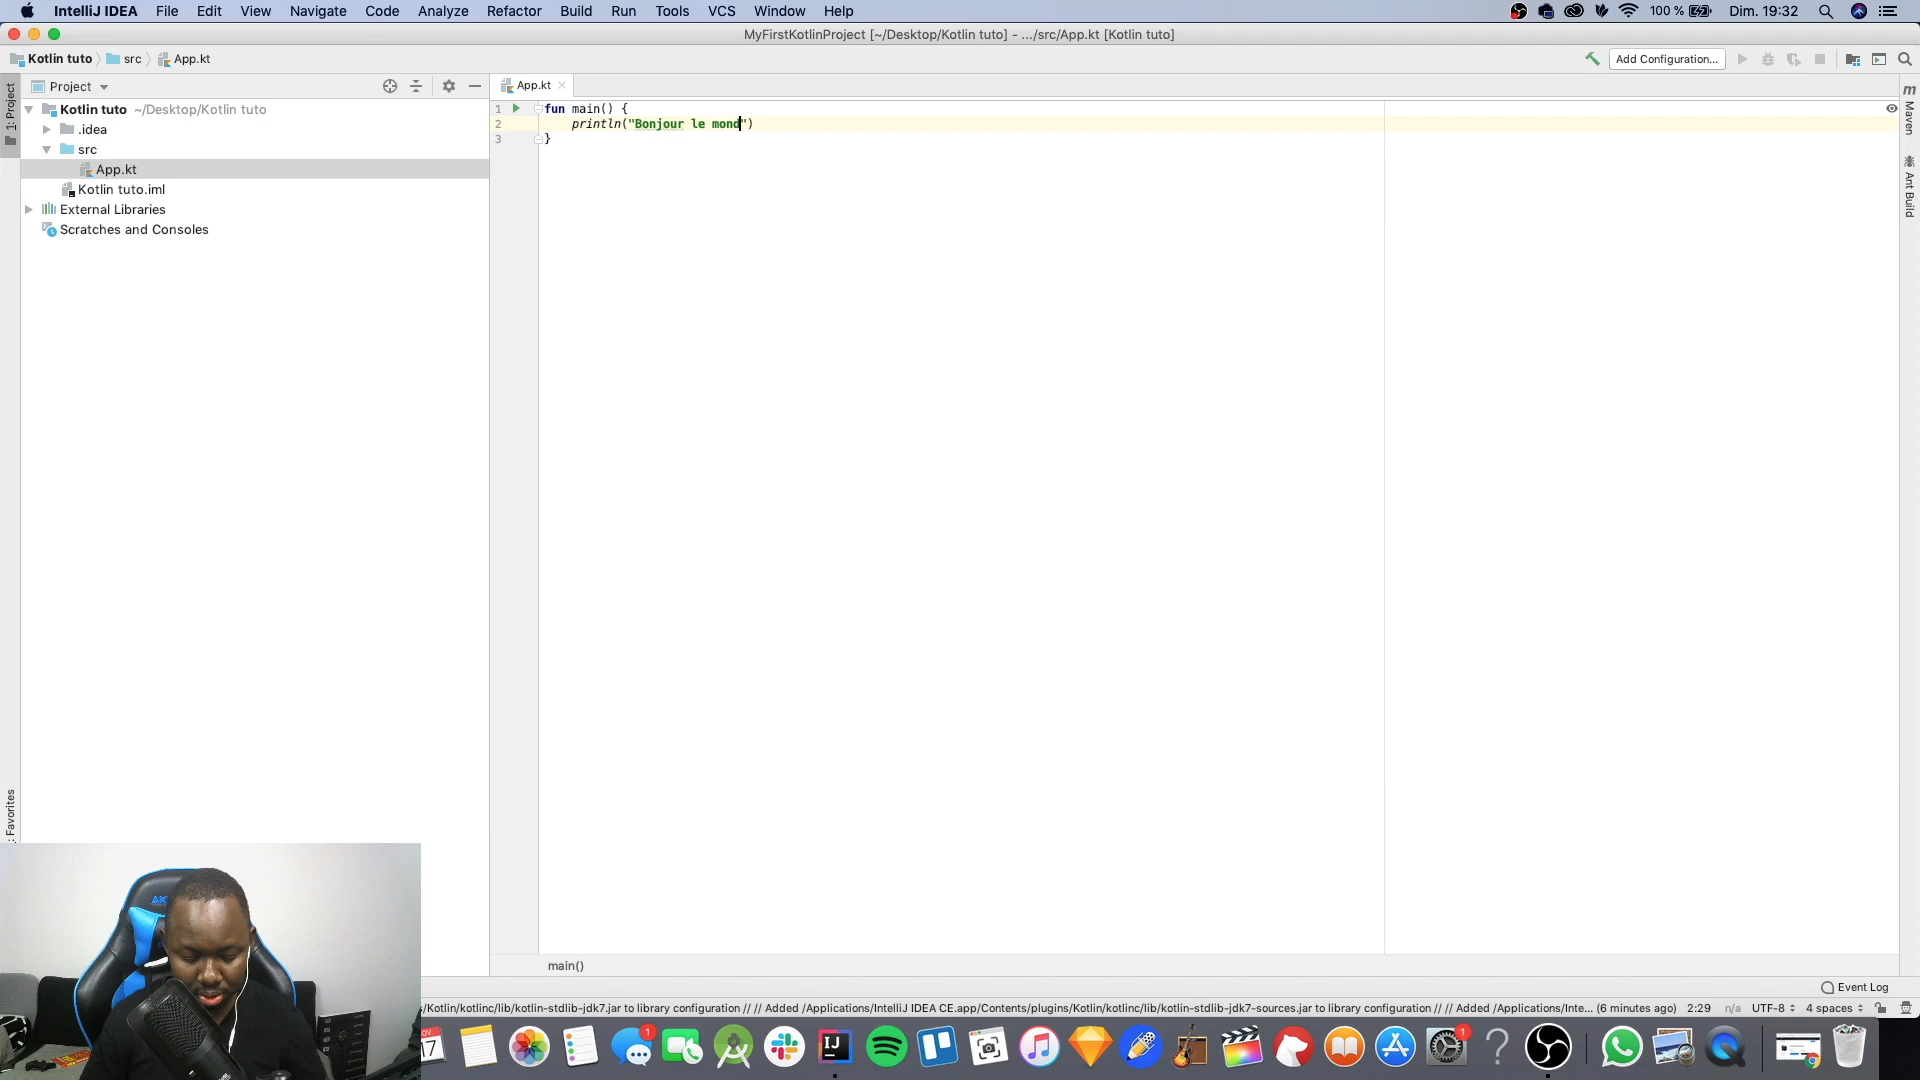 IntelliJ IDEA File Edit View Navigate Code Analyze Refactor Build Run Tools VCS Window Help 100 % Dim. 19:32
MyFirstKotlinProject [~/Desktop/Kotlin tuto] - .../src/App.kt [Kotlin tuto]
Kotlin tuto src App.kt Add Configuration...
Project App.kt
1: Project
Kotlin tuto ~/Desktop/Kotlin tuto
.idea
src
App.kt
Kotlin tuto.iml
External Libraries
Scratches and Consoles
1 fun main() {
2 println("Bonjour le mond")
3 }
Maven
Ant Build
Favorites
main()
Event Log
/Kotlin/kotlinc/lib/kotlin-stdlib-jdk7.jar to library configuration // // Added /Applications/IntelliJ IDEA CE.app/Contents/plugins/Kotlin/kotlinc/lib/kotlin-stdlib-jdk7-sources.jar to library configuration // // Added /Applications/Inte... (6 minutes ago) 2:29 n/a UTF-8 4 spaces
17
1
IJ
1